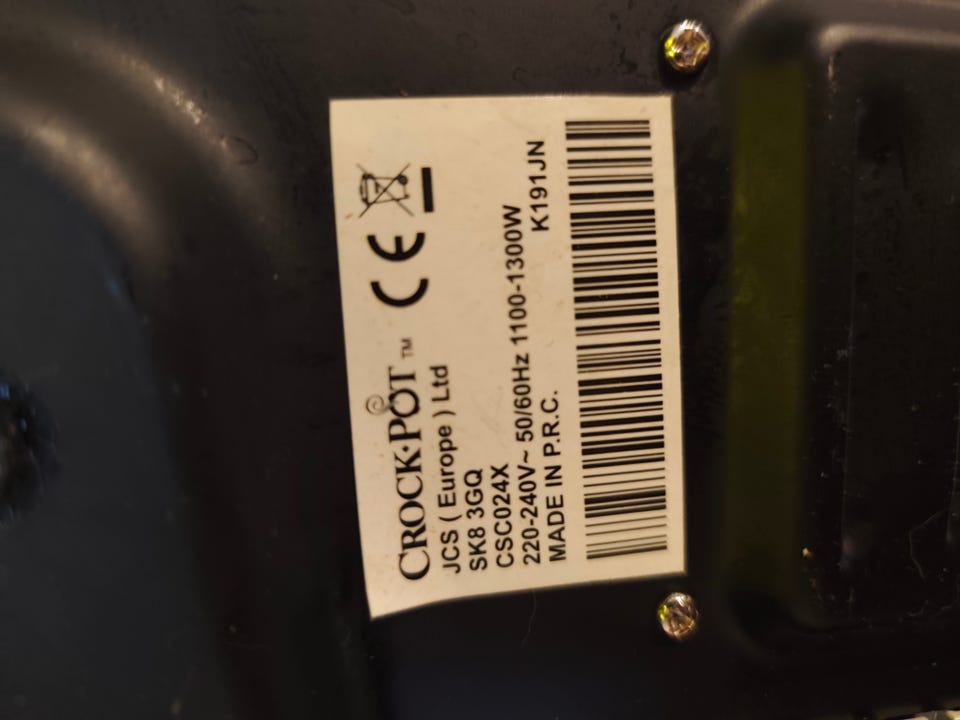 CROCK·POT™
JCS ( Europe ) Ltd
SK8 3GQ
CSC024X
220-240V~ 50/60Hz 1100-1300W
MADE IN P.R.C.
K191JN